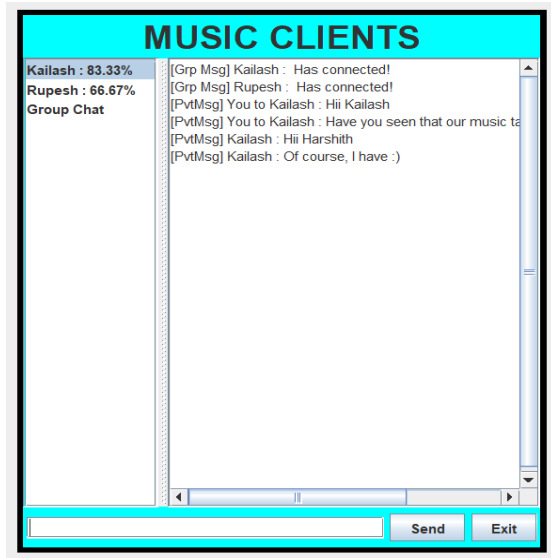 MUSIC CLIENTS
Kailash : 83.33%
Rupesh : 66.67%
Group Chat
[Grp Msg] Kailash :  Has connected!
[Grp Msg] Rupesh :  Has connected!
[PvtMsg] You to Kailash : Hii Kailash
[PvtMsg] You to Kailash : Have you seen that our music
[PvtMsg] Kailash : Hii Harshith
[PvtMsg] Kailash : Of course, I have :)
Send
Exit